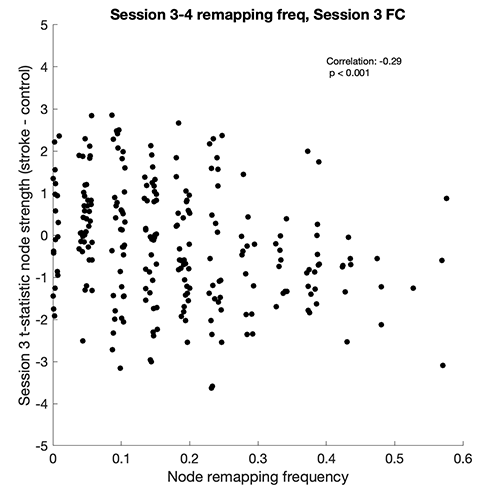 Session 3-4 remapping freq, Session 3 FC
Correlation: -0.29
p < 0.001
Session 3 t-statistic node strength (stroke - control)
5
4
3
2
1
0
-1
-2
-3
-4
-5
0 0.1 0.2 0.3 0.4 0.5 0.6
Node remapping frequency